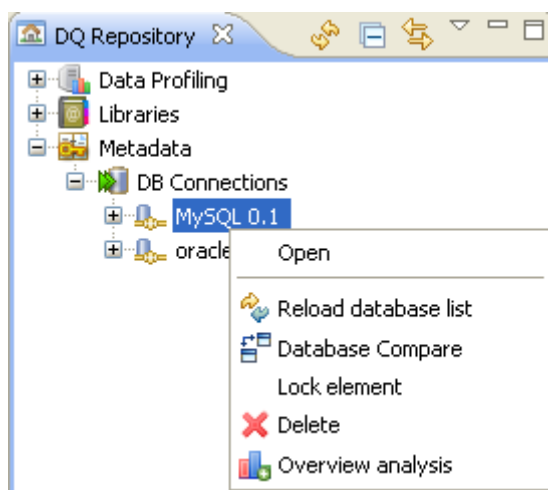 DQ Repository
Data Profiling
Libraries
Metadata
DB Connections
MySQL 0.1
oracle
Open
Reload database list
Database Compare
Lock element
Delete
Overview analysis